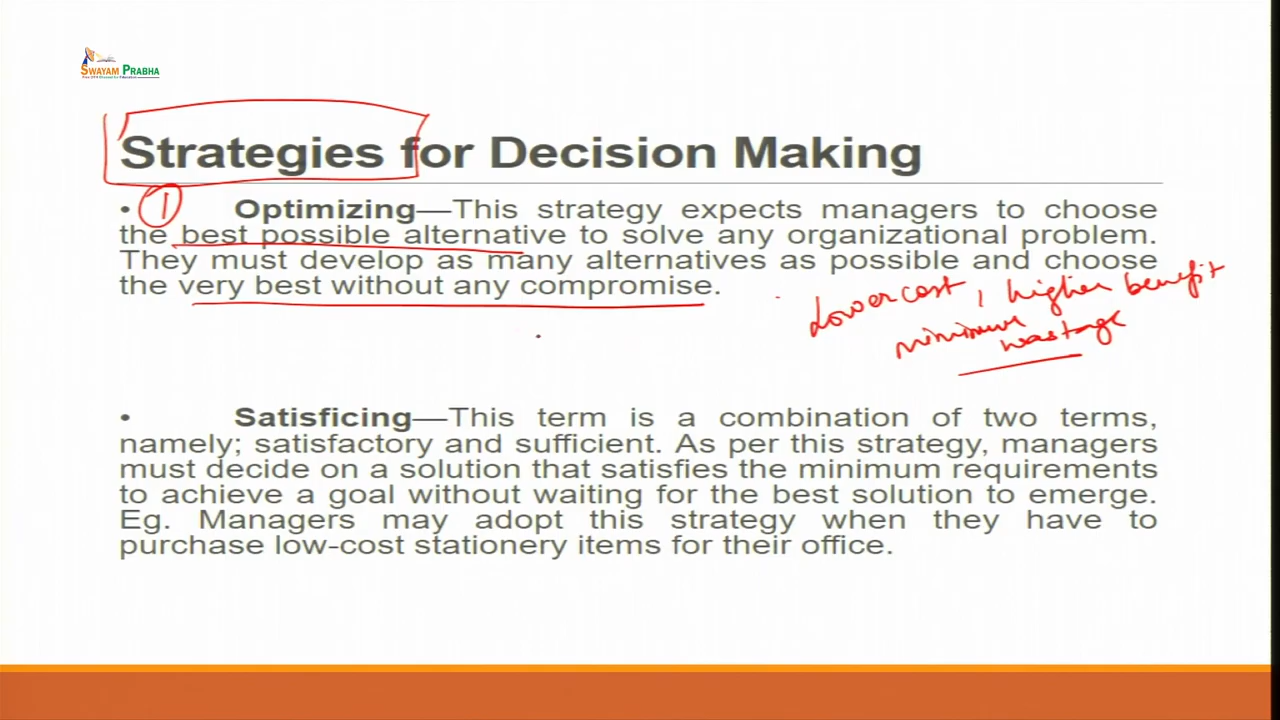 SWAYAM PRABHA
Strategies for Decision Making
• 1 Optimizing—This strategy expects managers to choose
the best possible alternative to solve any organizational problem.
They must develop as many alternatives as possible and choose
the very best without any compromise.
Lower cost, higher benefit
minimum
wastage
• Satisficing—This term is a combination of two terms,
namely; satisfactory and sufficient. As per this strategy, managers
must decide on a solution that satisfies the minimum requirements
to achieve a goal without waiting for the best solution to emerge.
Eg. Managers may adopt this strategy when they have to
purchase low-cost stationery items for their office.